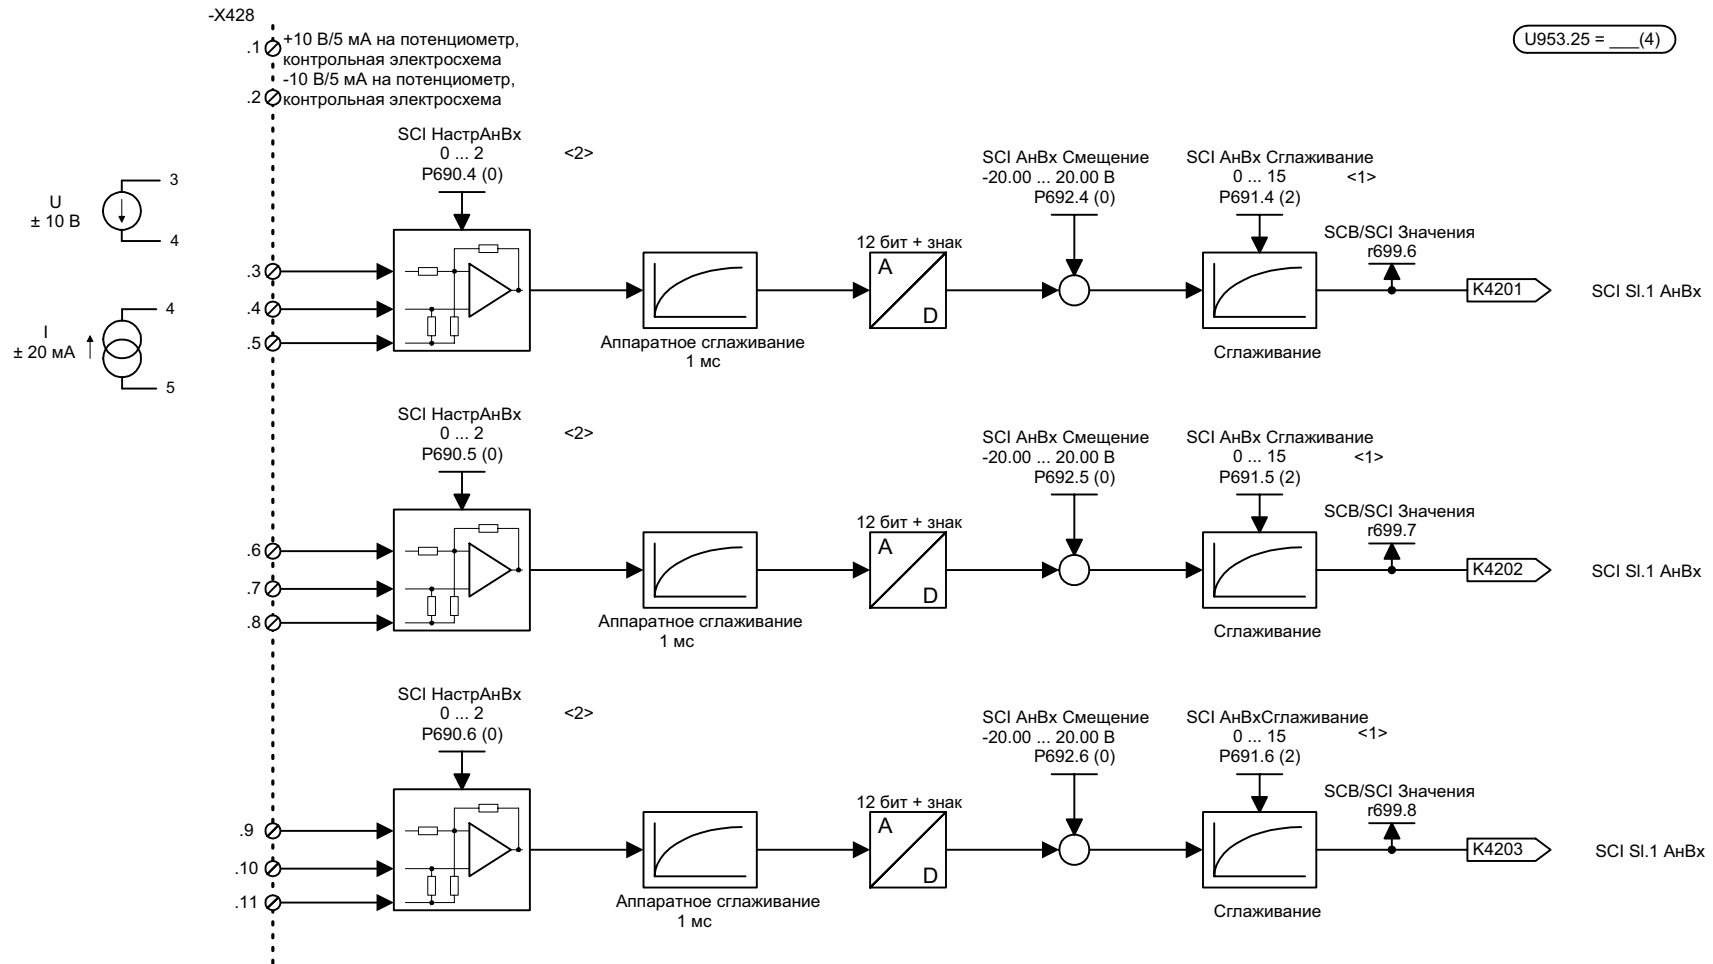 -X428
U953.25 = ___(4)
.1
+10 В/5 мА на потенциометр,
контрольная электросхема
.2
-10 В/5 мА на потенциометр,
контрольная электросхема
U
± 10 В
3
4
I
± 20 мА
4
5
SCI НастрАнВх
0 ... 2
<2>
P690.4 (0)
.3
.4
.5
Аппаратное сглаживание
1 мс
12 бит + знак
A
D
SCI АнВх Смещение
-20.00 ... 20.00 В
P692.4 (0)
SCI АнВх Сглаживание
0 ... 15
<1>
P691.4 (2)
Сглаживание
SCB/SCI Значения
r699.6
K4201
SCI Sl.1 АнВх
SCI НастрАнВх
0 ... 2
<2>
P690.5 (0)
.6
.7
.8
Аппаратное сглаживание
1 мс
12 бит + знак
A
D
SCI АнВх Смещение
-20.00 ... 20.00 В
P692.5 (0)
SCI АнВх Сглаживание
0 ... 15
<1>
P691.5 (2)
Сглаживание
SCB/SCI Значения
r699.7
K4202
SCI Sl.1 АнВх
SCI НастрАнВх
0 ... 2
<2>
P690.6 (0)
.9
.10
.11
Аппаратное сглаживание
1 мс
12 бит + знак
A
D
SCI АнВх Смещение
-20.00 ... 20.00 В
P692.6 (0)
SCI АнВхСглаживание
0 ... 15
<1>
P691.6 (2)
Сглаживание
SCB/SCI Значения
r699.8
K4203
SCI Sl.1 АнВх